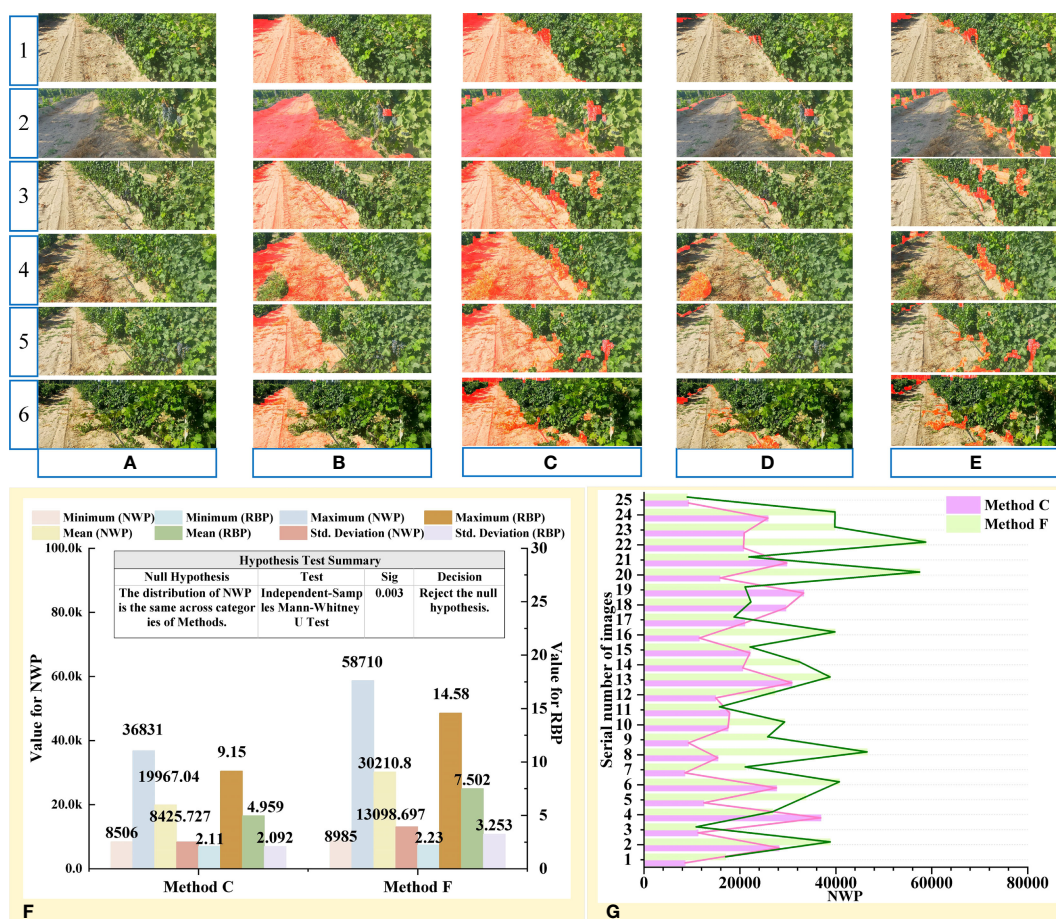 1
2
3
4
5
6
A B C D E
Minimum (NWP) Minimum (RBP) Maximum (NWP) Maximum (RBP)
Mean (NWP) Mean (RBP) Std. Deviation (NWP) Std. Deviation (RBP)
Hypothesis Test Summary
Null Hypothesis Test Sig Decision
The distribution of NWP Independent-Samp 0.003 Reject the null
is the same across categor les Mann-Whitney hypothesis.
ies of Methods. U Test
Value for NWP
100.0k
80.0k
60.0k
40.0k
20.0k
0.0
36831
19967.04
8506
8425.727
2.11
9.15
4.959
2.092
58710
30210.8
8985
13098.697
2.23
14.58
7.502
3.253
30
25
20
15
10
5
0
Value for RBP
Method C Method F
F
Method C
Method F
Serial number of images
25
24
23
22
21
20
19
18
17
16
15
14
13
12
11
10
9
8
7
6
5
4
3
2
1
0 20000 40000 60000 80000
NWP
G